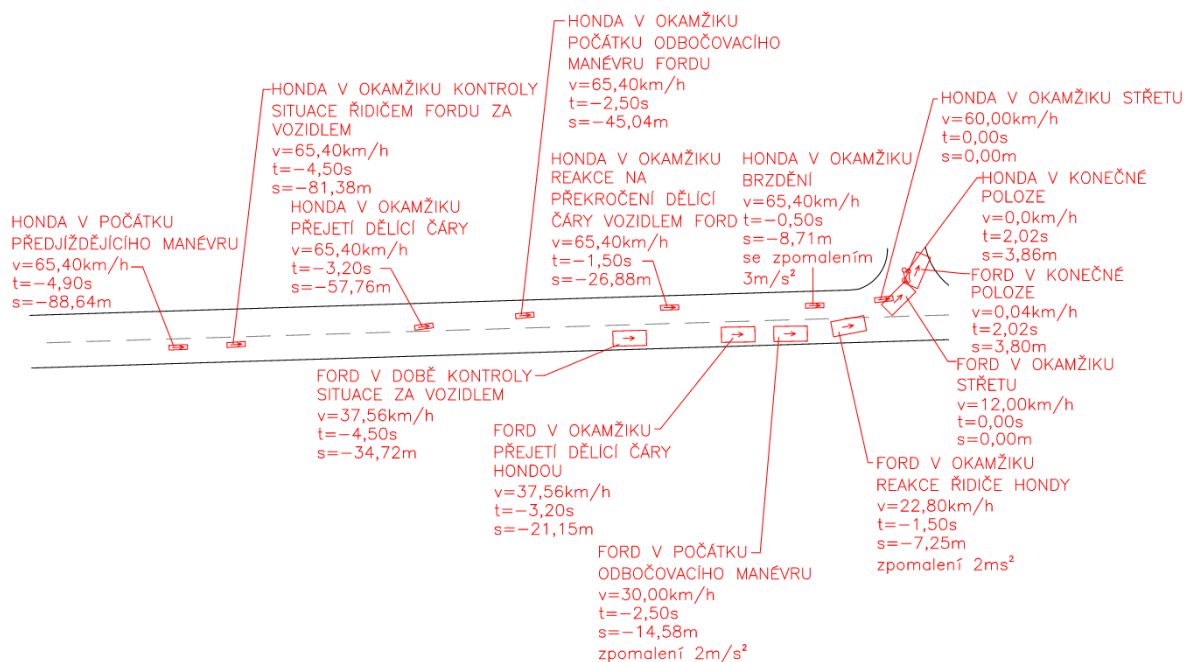 HONDA V OKAMŽIKU
POČÁTKU ODBOČOVACÍHO
MANÉVRU FORDU
v=65,40km/h
t=−2,50s
s=−45,04m
HONDA V OKAMŽIKU KONTROLY
SITUACE ŘIDIČEM FORDU ZA
VOZIDLEM
v=65,40km/h
t=−4,50s
s=−81,38m
HONDA V OKAMŽIKU STŘETU
v=60,00km/h
t=0,00s
s=0,00m
HONDA V OKAMŽIKU
REAKCE NA
PŘEKROČENÍ DĚLÍCÍ
ČÁRY VOZIDLEM FORD
v=65,40km/h
t=−1,50s
s=−26,88m
HONDA V OKAMŽIKU
BRZDĚNÍ
v=65,40km/h
t=−0,50s
s=−8,71m
se zpomalením
3m/s²
HONDA V KONEČNÉ
POLOZE
v=0,0km/h
t=2,02s
s=3,86m
HONDA V OKAMŽIKU
PŘEJETÍ DĚLÍCÍ ČÁRY
v=65,40km/h
t=−3,20s
s=−57,76m
HONDA V POČÁTKU
PŘEDJÍŽDĚJÍCÍHO MANÉVRU
v=65,40km/h
t=−4,90s
s=−88,64m
FORD V KONEČNÉ
POLOZE
v=0,04km/h
t=2,02s
s=3,80m
FORD V OKAMŽIKU
STŘETU
v=12,00km/h
t=0,00s
s=0,00m
FORD V DOBĚ KONTROLY
SITUACE ZA VOZIDLEM
v=37,56km/h
t=−4,50s
s=−34,72m
FORD V OKAMŽIKU
PŘEJETÍ DĚLÍCÍ ČÁRY
HONDOU
v=37,56km/h
t=−3,20s
s=−21,15m
FORD V OKAMŽIKU
REAKCE ŘIDIČE HONDY
v=22,80km/h
t=−1,50s
s=−7,25m
zpomalení 2ms²
FORD V POČÁTKU
ODBOČOVACÍHO MANÉVRU
v=30,00km/h
t=−2,50s
s=−14,58m
zpomalení 2m/s²